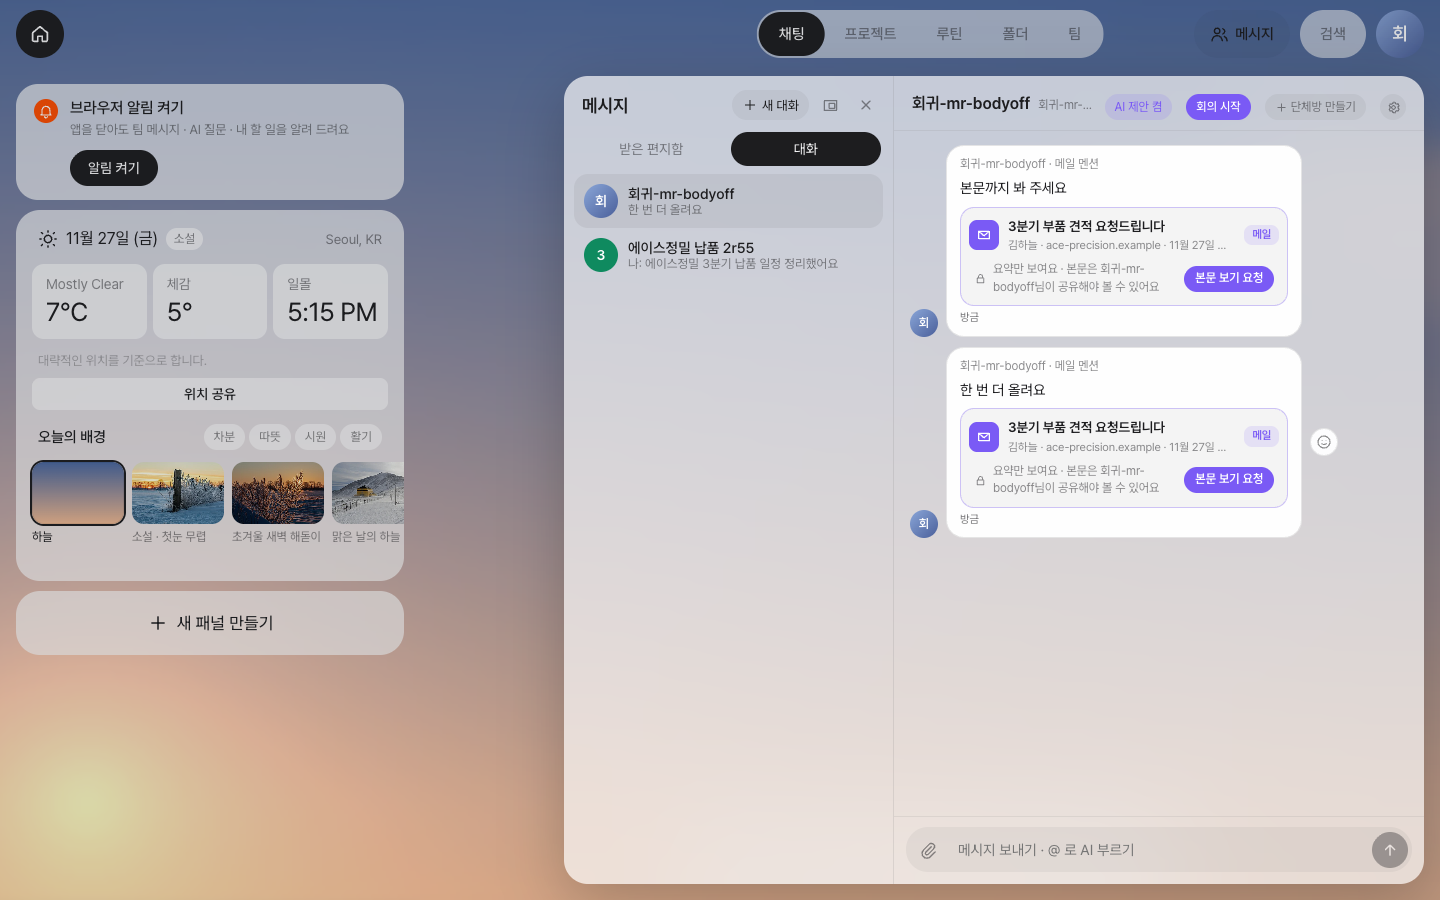 채팅
프로젝트
루틴
폴더
팀
메시지
검색
회
브라우저 알림 켜기
앱을 닫아도 팀 메시지 · AI 질문 · 내 할 일을 알려 드려요
알림 켜기
11월 27일 (금)
소설
Seoul, KR
Mostly Clear
7°C
체감
5°
일몰
5:15 PM
대략적인 위치를 기준으로 합니다.
위치 공유
오늘의 배경
차분
따뜻
시원
활기
하늘
소설 · 첫눈 무렵
초겨울 새벽 해돋이
맑은 날의 하늘
새 패널 만들기
메시지
새 대화
받은 편지함
대화
회
회귀-mr-bodyoff
한 번 더 올려요
3
에이스정밀 납품 2r55
나: 에이스정밀 3분기 납품 일정 정리했어요
회귀-mr-bodyoff
회귀-mr-...
AI 제안 켬
회의 시작
단체방 만들기
회귀-mr-bodyoff · 메일 멘션
본문까지 봐 주세요
3분기 부품 견적 요청드립니다
김하늘 · ace-precision.example · 11월 27일 ...
메일
요약만 보여요 · 본문은 회귀-mr-
bodyoff님이 공유해야 볼 수 있어요
본문 보기 요청
방금
회
회귀-mr-bodyoff · 메일 멘션
한 번 더 올려요
3분기 부품 견적 요청드립니다
김하늘 · ace-precision.example · 11월 27일 ...
메일
요약만 보여요 · 본문은 회귀-mr-
bodyoff님이 공유해야 볼 수 있어요
본문 보기 요청
방금
회
메시지 보내기 · @ 로 AI 부르기